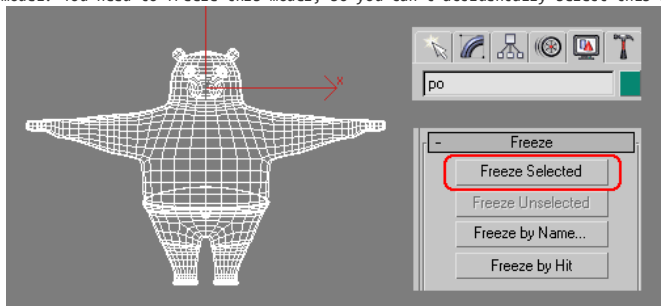 model. You need to freeze this model, so you can't accidentally select this
x
po
- Freeze
Freeze Selected
Freeze Unselected
Freeze by Name...
Freeze by Hit